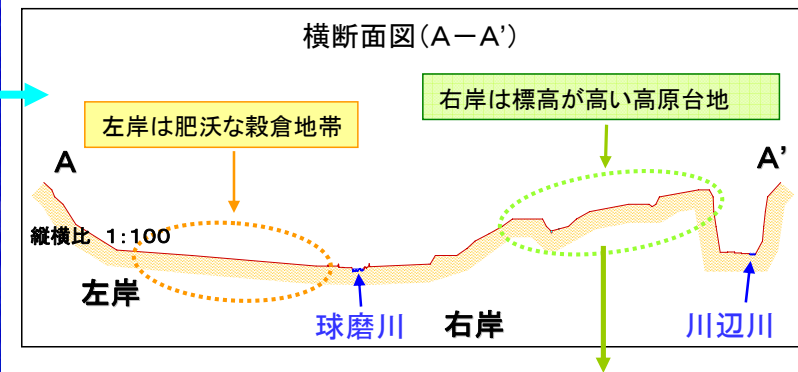 横断面図(A－A’)
右岸は標高が高い高原台地
左岸は肥沃な穀倉地帯
A
A’
縦横比 1：100
左岸
球磨川
右岸
川辺川